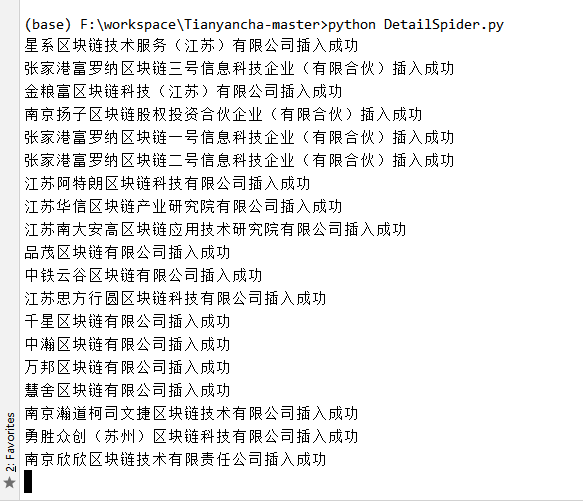 (base) F:\workspace\Tianyancha-master>python DetailSpider.py
星系区块链技术服务（江苏）有限公司插入成功
张家港富罗纳区块链三号信息科技企业（有限合伙）插入成功
金粮富区块链科技（江苏）有限公司插入成功
南京扬子区块链股权投资合伙企业（有限合伙）插入成功
张家港富罗纳区块链一号信息科技企业（有限合伙）插入成功
张家港富罗纳区块链二号信息科技企业（有限合伙）插入成功
江苏阿特朗区块链科技有限公司插入成功
江苏华信区块链产业研究院有限公司插入成功
江苏南大安高区块链应用技术研究院有限公司插入成功
品茂区块链有限公司插入成功
中铁云谷区块链有限公司插入成功
江苏思方行圆区块链科技有限公司插入成功
千星区块链有限公司插入成功
中瀚区块链有限公司插入成功
万邦区块链有限公司插入成功
慧舍区块链有限公司插入成功
南京瀚道柯司文捷区块链技术有限公司插入成功
勇胜众创（苏州）区块链科技有限公司插入成功
南京欣欣区块链技术有限责任公司插入成功
2: Favorites